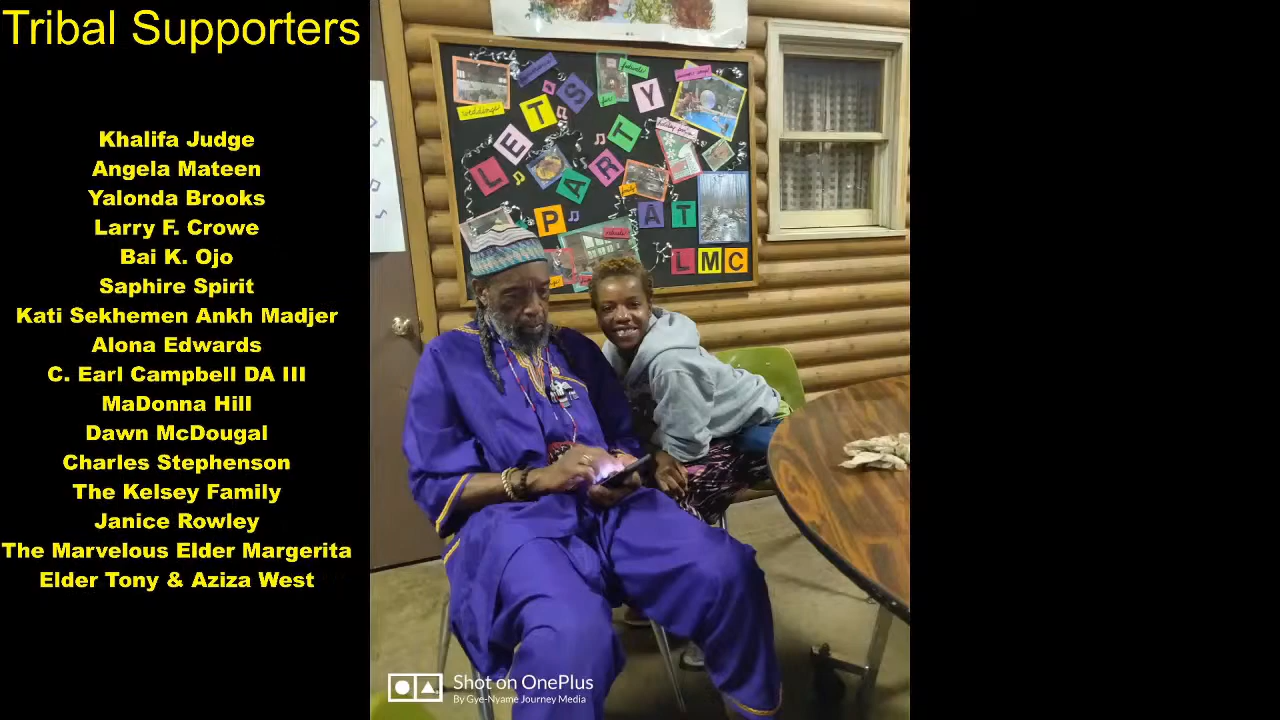 Tribal Supporters
Khalifa Judge
Angela Mateen
Yalonda Brooks
Larry F. Crowe
Bai K. Ojo
Saphire Spirit
Kati Sekhemen Ankh Madjer
Alona Edwards
C. Earl Campbell DA III
MaDonna Hill
Dawn McDougal
Charles Stephenson
The Kelsey Family
Janice Rowley
The Marvelous Elder Margerita
Elder Tony & Aziza West
weddings
LETS
PARTY
AT
LMC
Shot on OnePlus
By Gye-Nyame Journey Media